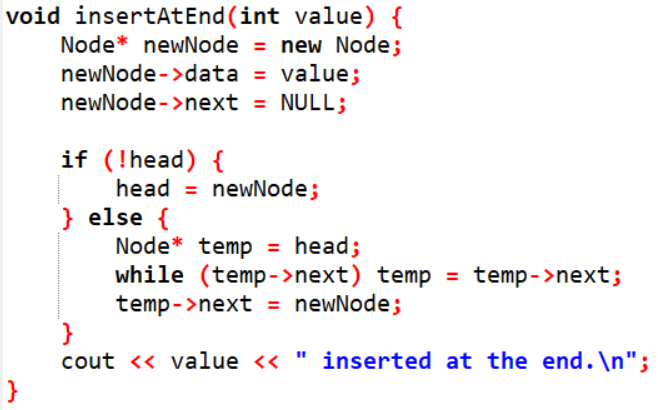 void insertAtEnd(int value) {
    Node* newNode = new Node;
    newNode->data = value;
    newNode->next = NULL;

    if (!head) {
        head = newNode;
    } else {
        Node* temp = head;
        while (temp->next) temp = temp->next;
        temp->next = newNode;
    }
    cout << value << " inserted at the end.\n";
}